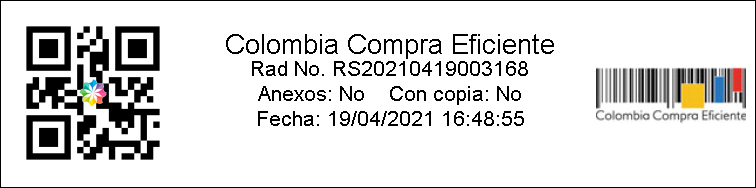 Colombia Compra Eficiente
Rad No. RS20210419003168
Anexos: No Con copia: No
Fecha: 19/04/2021 16:48:55
Colombia Compra Eficiente